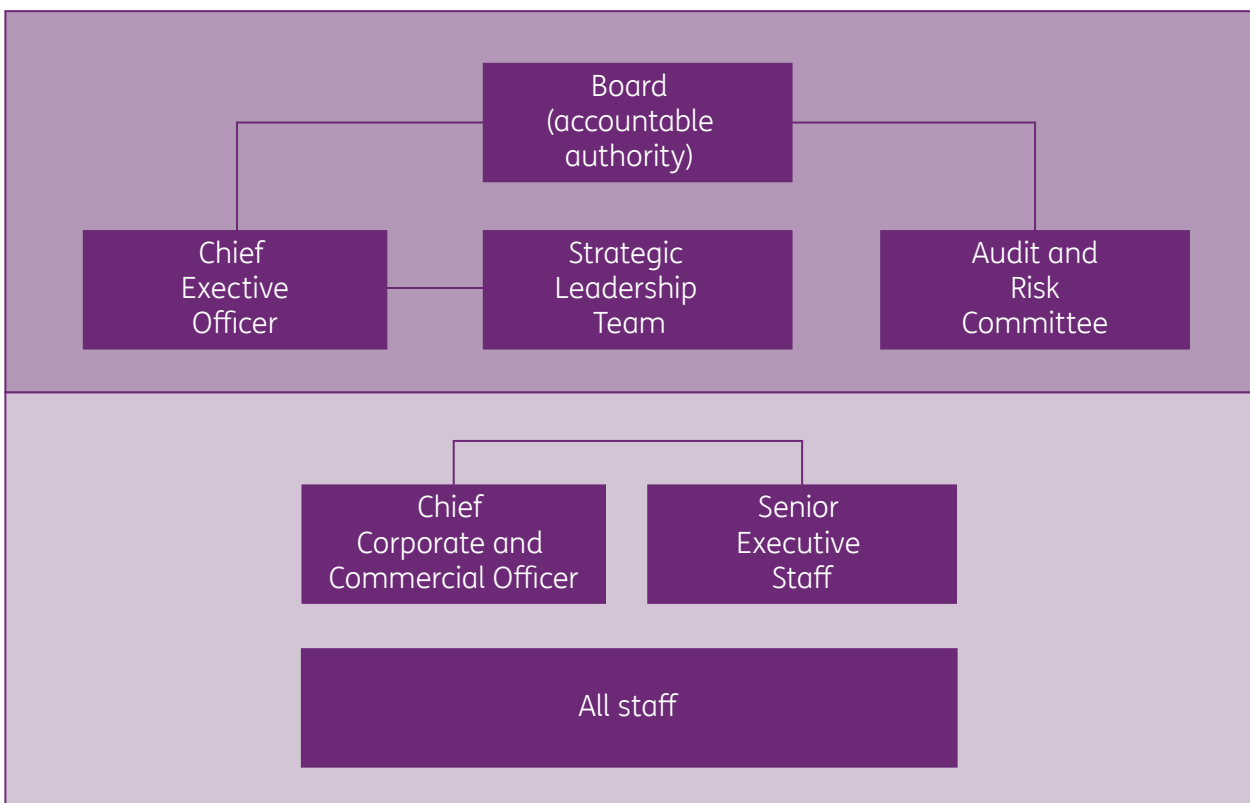 Board
(accountable
authority)
Chief
Exective
Officer
Strategic
Leadership
Team
Audit and
Risk
Committee
Chief
Corporate and
Commercial Officer
Senior
Executive
Staff
All staff